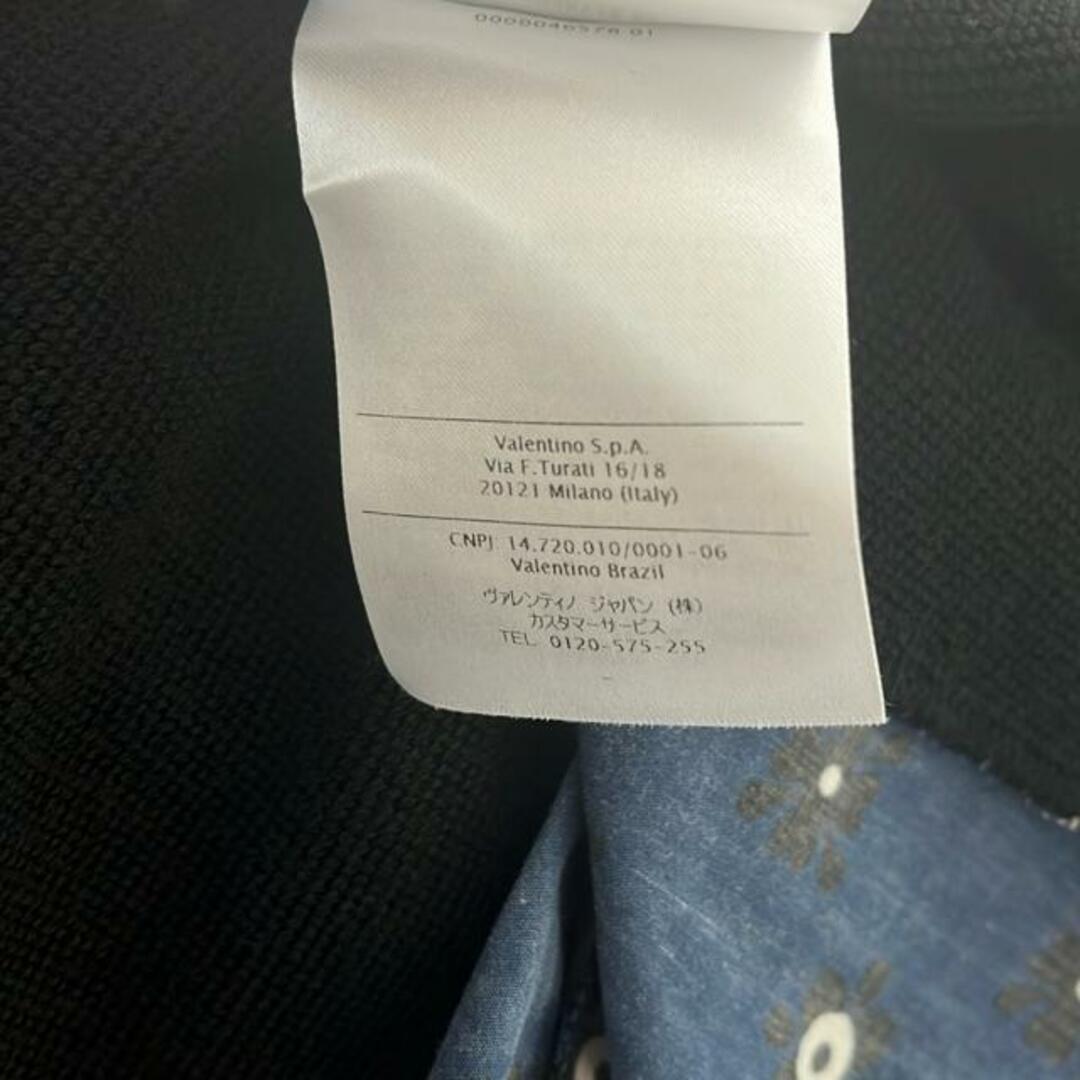 Valentino S.p.A.
Via F.Turati 16/18
20121 Milano (Italy)
CNPJ 14.720.010/0001-06
Valentino Brazil
ヴァレンティノ ジャパン (株)
カスタマーサービス
TEL 0120-575-255